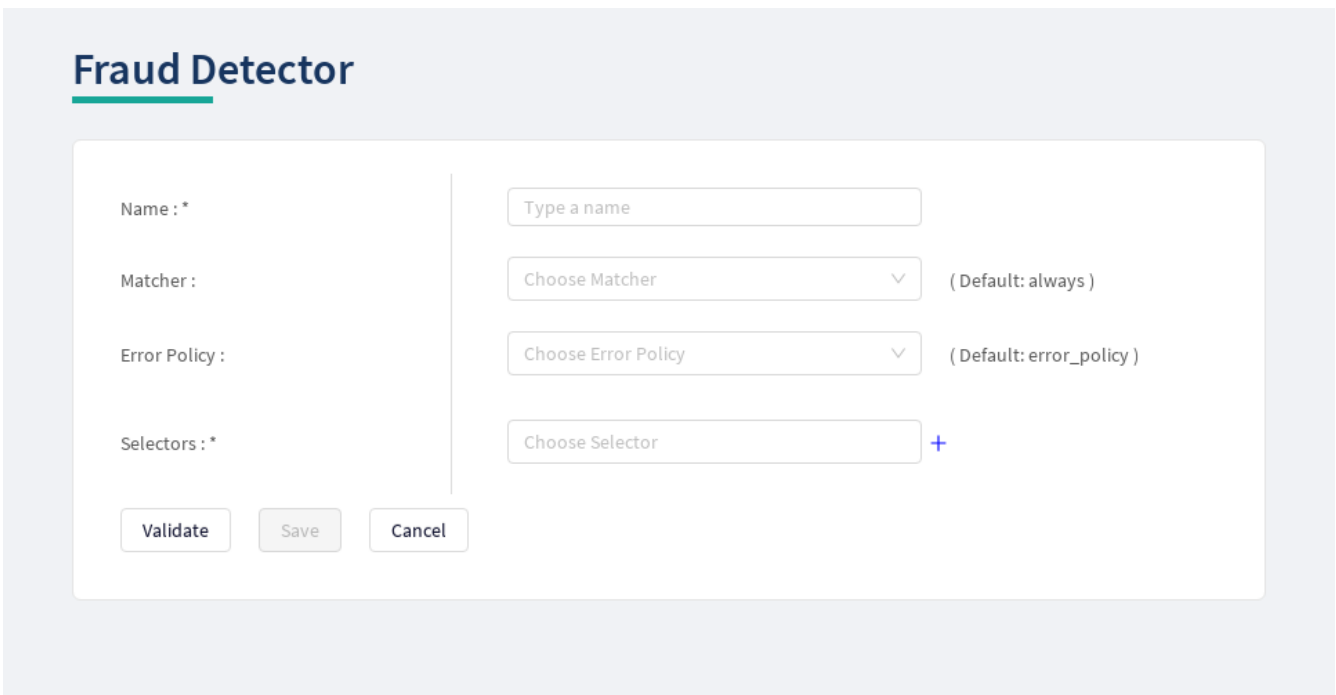 Fraud Detector
Name : * Type a name
Matcher : Choose Matcher ( Default: always )
Error Policy : Choose Error Policy ( Default: error_policy )
Selectors : * Choose Selector +
Validate Save Cancel